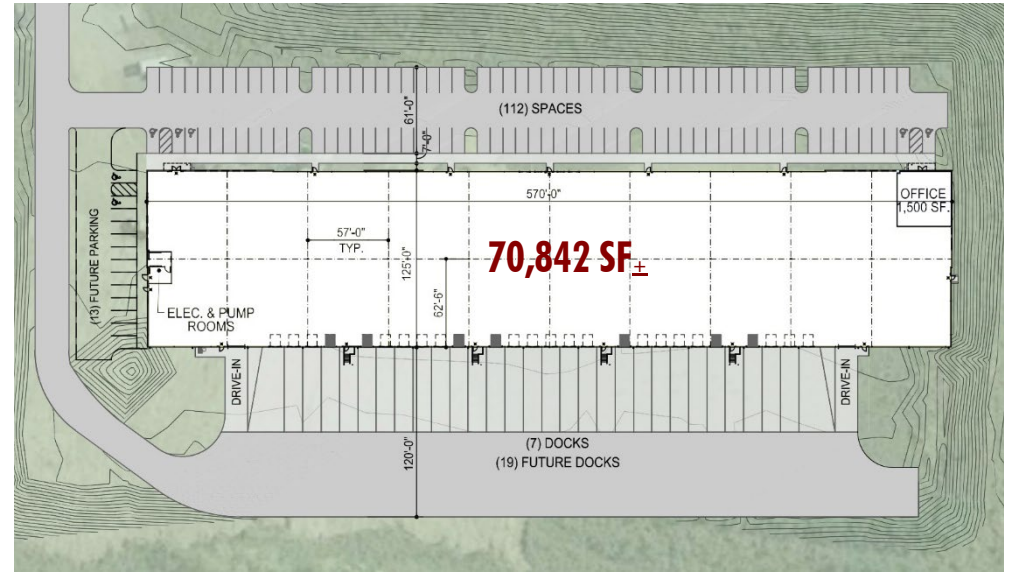 (112) SPACES
61'-0"
7'-0"
570'-0"
OFFICE
1,500 SF.
57'-0"
TYP.
125'-0"
70,842 SF±
62'-6"
(13) FUTURE PARKING
ELEC. & PUMP
ROOMS
DRIVE-IN
DRIVE-IN
(7) DOCKS
(19) FUTURE DOCKS
120'-0"